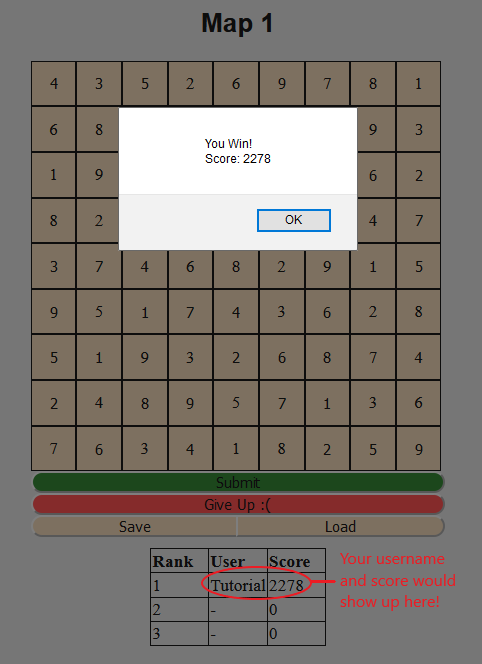 Map 1
4 3 5 2 6 9 7 8 1
6 8 9 3
You Win!
Score: 2278
1 9 6 2
OK
8 2 4 7
3 7 4 6 8 2 9 1 5
9 5 1 7 4 3 6 2 8
5 1 9 3 2 6 8 7 4
2 4 8 9 5 7 1 3 6
7 6 3 4 1 8 2 5 9
Submit
Give Up :(
Save Load
Rank User Score
1 Tutorial 2278
2 - 0
3 - 0
Your username
and score would
show up here!